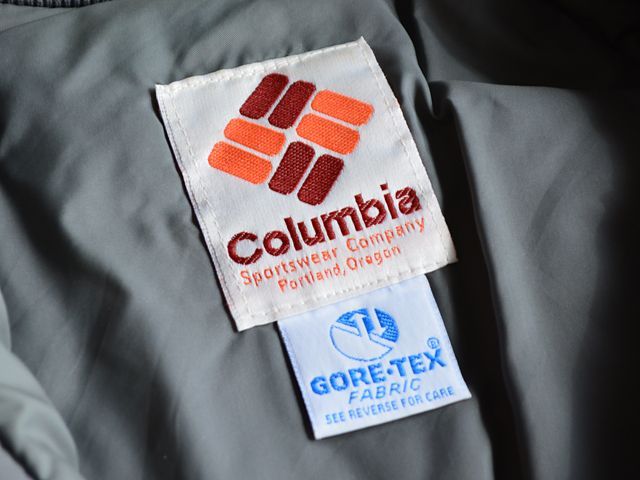 Columbia
Sportswear Company
Portland, Oregon
GORE-TEX®
FABRIC
SEE REVERSE FOR CARE